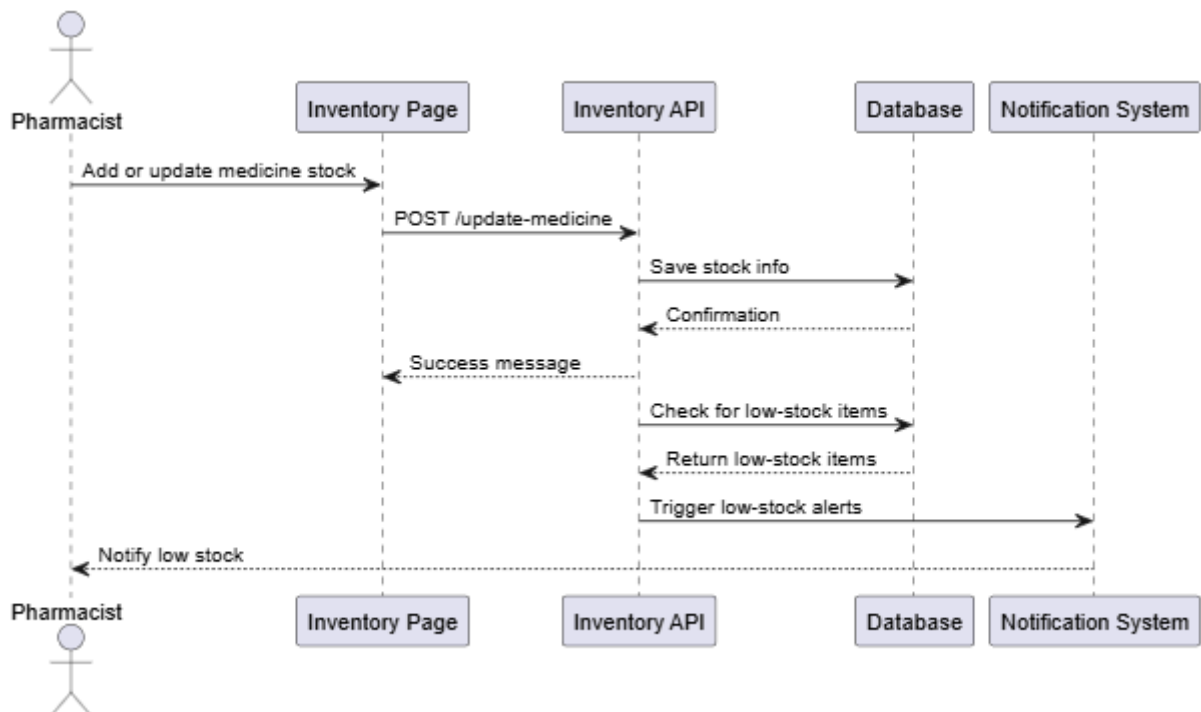 Pharmacist
Inventory Page
Inventory API
Database
Notification System
Add or update medicine stock
POST /update-medicine
Save stock info
Confirmation
Success message
Check for low-stock items
Return low-stock items
Trigger low-stock alerts
Notify low stock
Pharmacist
Inventory Page
Inventory API
Database
Notification System